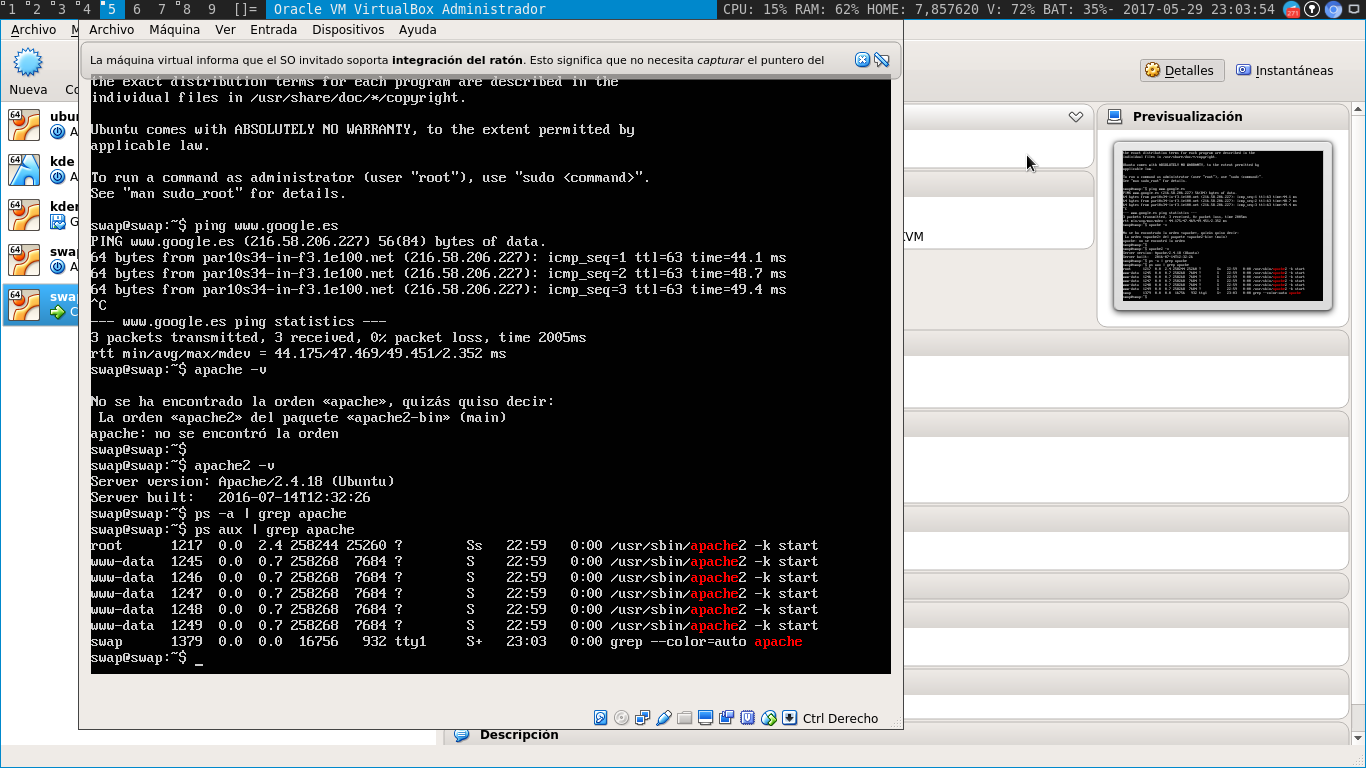 1 2 3 4 5 6 7 8 9 []= Oracle VM VirtualBox Administrador CPU: 15% RAM: 62% HOME: 7,857620 V: 72% BAT: 35%- 2017-05-29 23:03:54
271
Archivo
Archivo Máquina Ver Entrada Dispositivos Ayuda
La máquina virtual informa que el SO invitado soporta integración del ratón. Esto significa que no necesita capturar el puntero del
Nueva
Detalles Instantáneas
64 ubu
64 kde
64 kder
64 swap
64 swap
Previsualización
KVM
the exact distribution terms for each program are described in the
individual files in /usr/share/doc/*/copyright.
Ubuntu comes with ABSOLUTELY NO WARRANTY, to the extent permitted by
applicable law.
To run a command as administrator (user "root"), use "sudo <command>".
See "man sudo_root" for details.
swap@swap:~$ ping www.google.es
PING www.google.es (216.58.206.227) 56(84) bytes of data.
64 bytes from par10s34-in-f3.1e100.net (216.58.206.227): icmp_seq=1 ttl=63 time=44.1 ms
64 bytes from par10s34-in-f3.1e100.net (216.58.206.227): icmp_seq=2 ttl=63 time=48.7 ms
64 bytes from par10s34-in-f3.1e100.net (216.58.206.227): icmp_seq=3 ttl=63 time=49.4 ms
^C
--- www.google.es ping statistics ---
3 packets transmitted, 3 received, 0% packet loss, time 2005ms
rtt min/avg/max/mdev = 44.175/47.469/49.451/2.352 ms
swap@swap:~$ apache -v
No se ha encontrado la orden «apache», quizás quiso decir:
La orden «apache2» del paquete «apache2-bin» (main)
apache: no se encontró la orden
swap@swap:~$
swap@swap:~$ apache2 -v
Server version: Apache/2.4.18 (Ubuntu)
Server built: 2016-07-14T12:32:26
swap@swap:~$ ps -a | grep apache
swap@swap:~$ ps aux | grep apache
root 1217 0.0 2.4 258244 25260 ? Ss 22:59 0:00 /usr/sbin/apache2 -k start
www-data 1245 0.0 0.7 258268 7684 ? S 22:59 0:00 /usr/sbin/apache2 -k start
www-data 1246 0.0 0.7 258268 7684 ? S 22:59 0:00 /usr/sbin/apache2 -k start
www-data 1247 0.0 0.7 258268 7684 ? S 22:59 0:00 /usr/sbin/apache2 -k start
www-data 1248 0.0 0.7 258268 7684 ? S 22:59 0:00 /usr/sbin/apache2 -k start
www-data 1249 0.0 0.7 258268 7684 ? S 22:59 0:00 /usr/sbin/apache2 -k start
swap 1379 0.0 0.0 16756 932 tty1 S+ 23:03 0:00 grep --color=auto apache
swap@swap:~$ _
Ctrl Derecho
Descripción